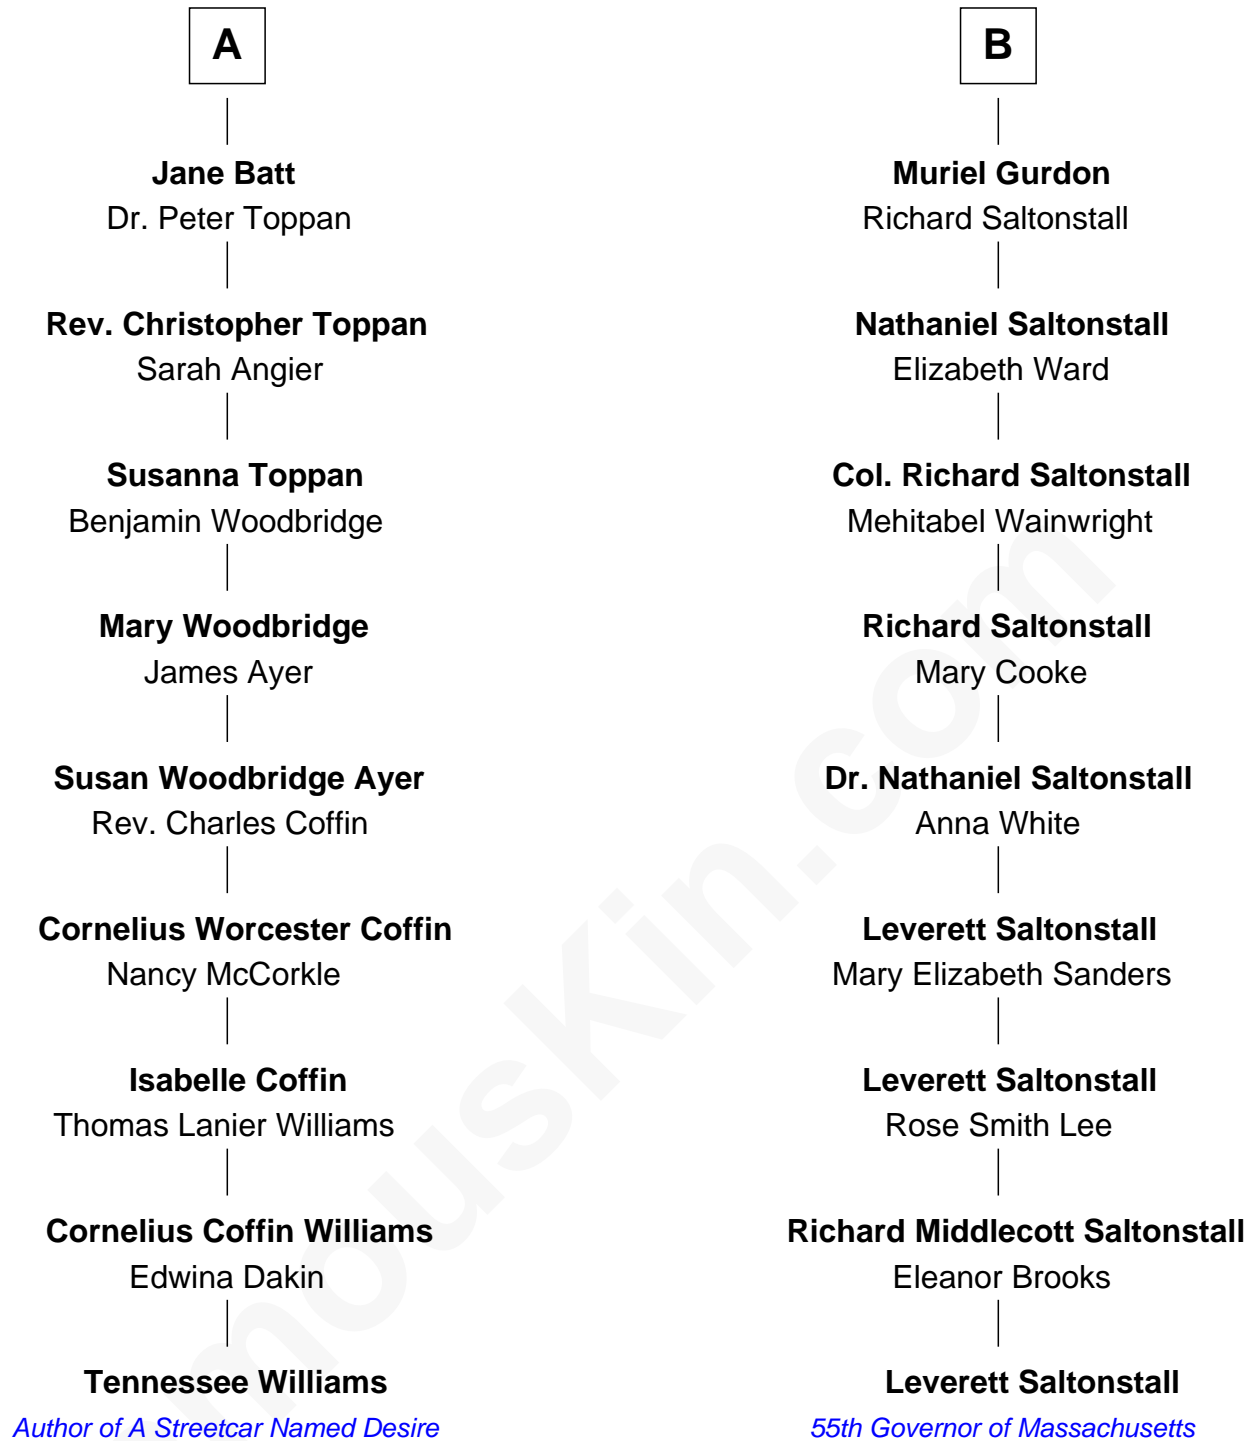 A
Jane Batt
Dr. Peter Toppan
Rev. Christopher Toppan
Sarah Angier
Susanna Toppan
Benjamin Woodbridge
Mary Woodbridge
James Ayer
Susan Woodbridge Ayer
Rev. Charles Coffin
Cornelius Worcester Coffin
Nancy McCorkle
Isabelle Coffin
Thomas Lanier Williams
Cornelius Coffin Williams
Edwina Dakin
Tennessee Williams
Author of A Streetcar Named Desire
B
Muriel Gurdon
Richard Saltonstall
Nathaniel Saltonstall
Elizabeth Ward
Col. Richard Saltonstall
Mehitabel Wainwright
Richard Saltonstall
Mary Cooke
Dr. Nathaniel Saltonstall
Anna White
Leverett Saltonstall
Mary Elizabeth Sanders
Leverett Saltonstall
Rose Smith Lee
Richard Middlecott Saltonstall
Eleanor Brooks
Leverett Saltonstall
55th Governor of Massachusetts
mousKin.com